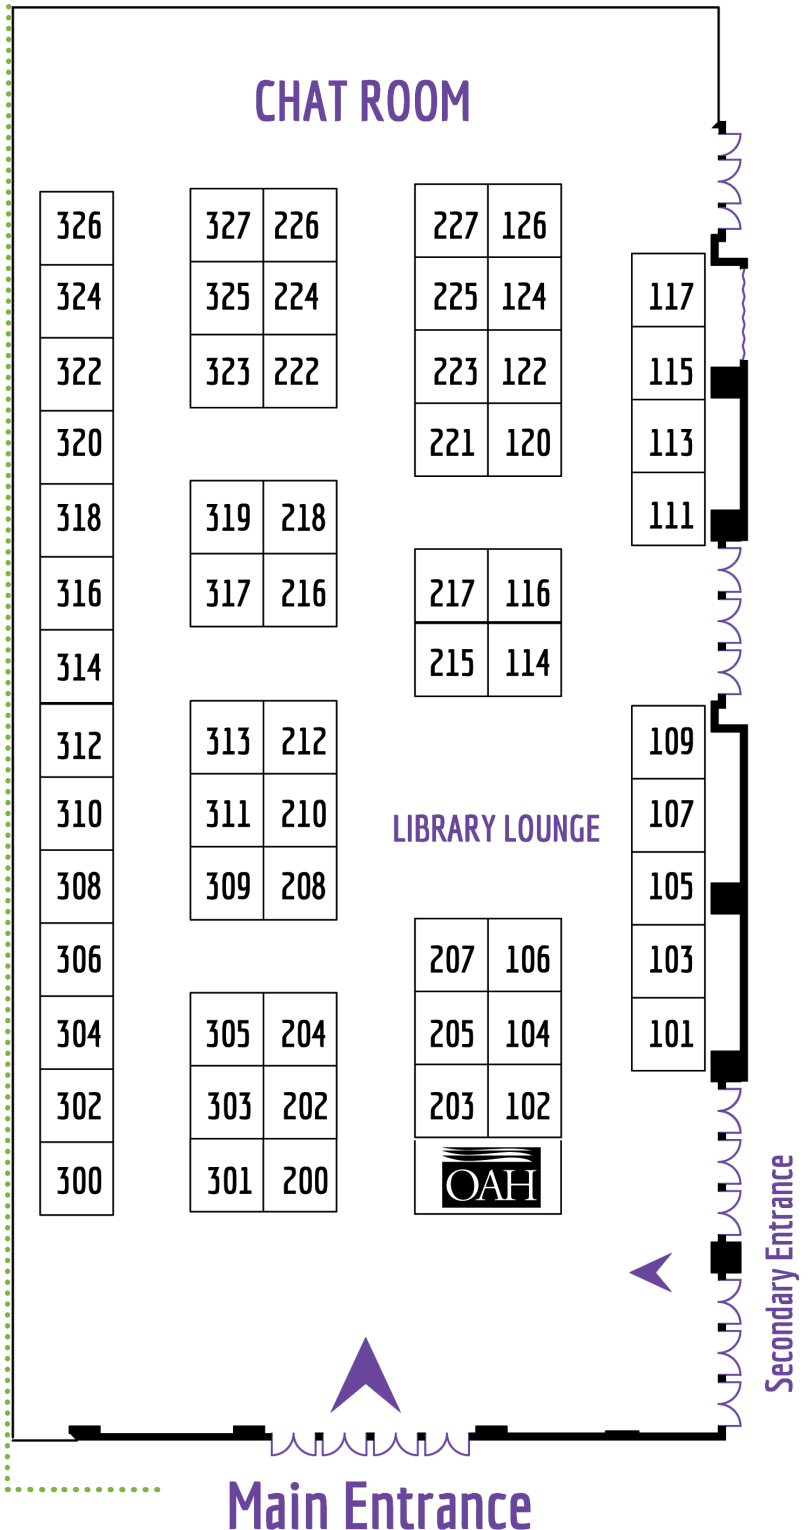 CHAT ROOM
326 327 226 227 126
324 325 224 225 124 117
322 323 222 223 122 115
320 221 120 113
318 319 218 111
316 317 216 217 116
314 215 114
312 313 212 109
310 311 210 LIBRARY LOUNGE 107
308 309 208 105
306 207 106 103
304 305 204 205 104 101
302 303 202 203 102
300 301 200 OAH
Secondary Entrance
Main Entrance